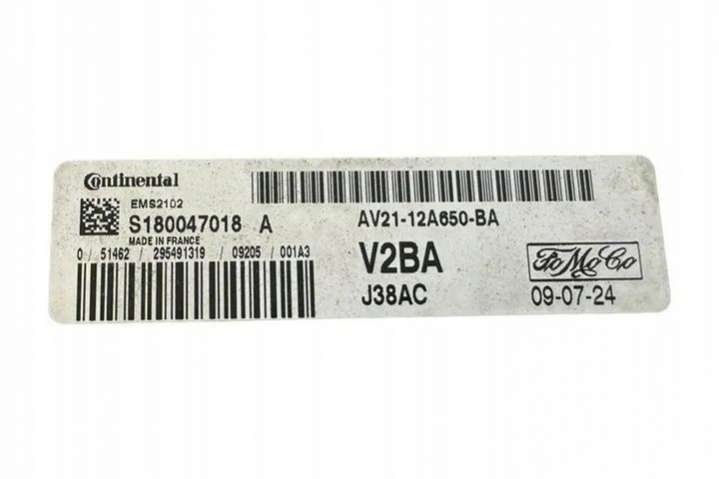 Continental
EMS2102
S180047018 A
MADE IN FRANCE
0 / 51462 / 295491319 / 09205 / 001A3
AV21-12A650-BA
V2BA
J38AC
FoMoCo
09-07-24